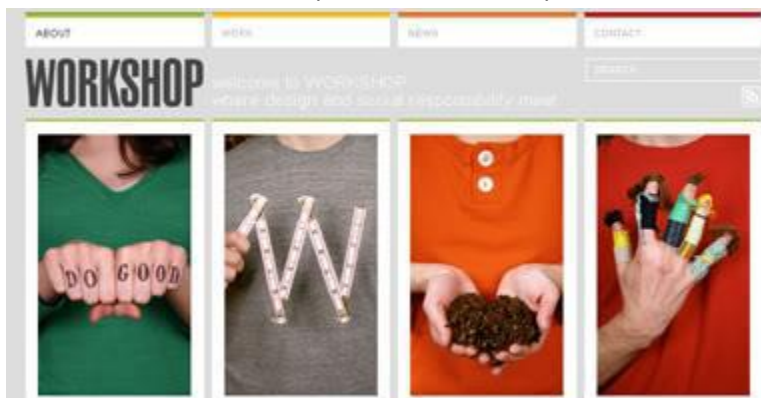 ABOUT
WORK
NEWS
CONTACT
WORKSHOP
welcome to WORKSHOP
where design and social responsibility meet
SEARCH
DO GOOD
W